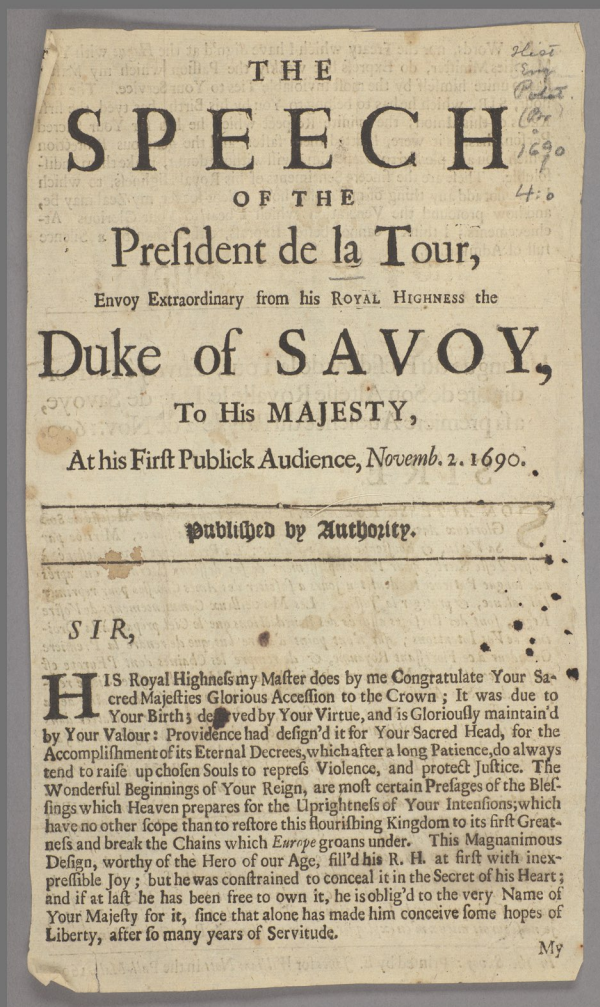 THE
SPEECH
OF THE
Preſident de la Tour,
Envoy Extraordinary from his ROYAL HIGHNESS the
Duke of SAVOY,
To His MAJESTY,
At his Firſt Publick Audience, Novemb. 2. 1690.
Hist
Eng
Polit.
(Br)
1690
4:o
Publiſhed by Authority.
SIR,
HIS Royal Highneſs my Maſter does by me Congratulate Your Sa-
cred Majeſties Glorious Acceſſion to the Crown; It was due to
Your Birth; deſerved by Your Virtue, and is Gloriouſly maintain'd
by Your Valour: Providence had deſign'd it for Your Sacred Head, for the
Accompliſhment of its Eternal Decrees, which after a long Patience, do always
tend to raiſe up choſen Souls to repreſs Violence, and protect Juſtice. The
Wonderful Beginnings of Your Reign, are moſt certain Preſages of the Bleſ-
ſings which Heaven prepares for the Uprightneſs of Your Intenſions; which
have no other ſcope than to reſtore this flouriſhing Kingdom to its firſt Great-
neſs and break the Chains which Europe groans under. This Magnanimous
Deſign, worthy of the Hero of our Age, fill'd his R. H. at firſt with inex-
preſſible Joy; but he was conſtrained to conceal it in the Secret of his Heart;
and if at laſt he has been free to own it, he is oblig'd to the very Name of
Your Majeſty for it, ſince that alone has made him conceive ſome hopes of
Liberty, after ſo many years of Servitude.
My